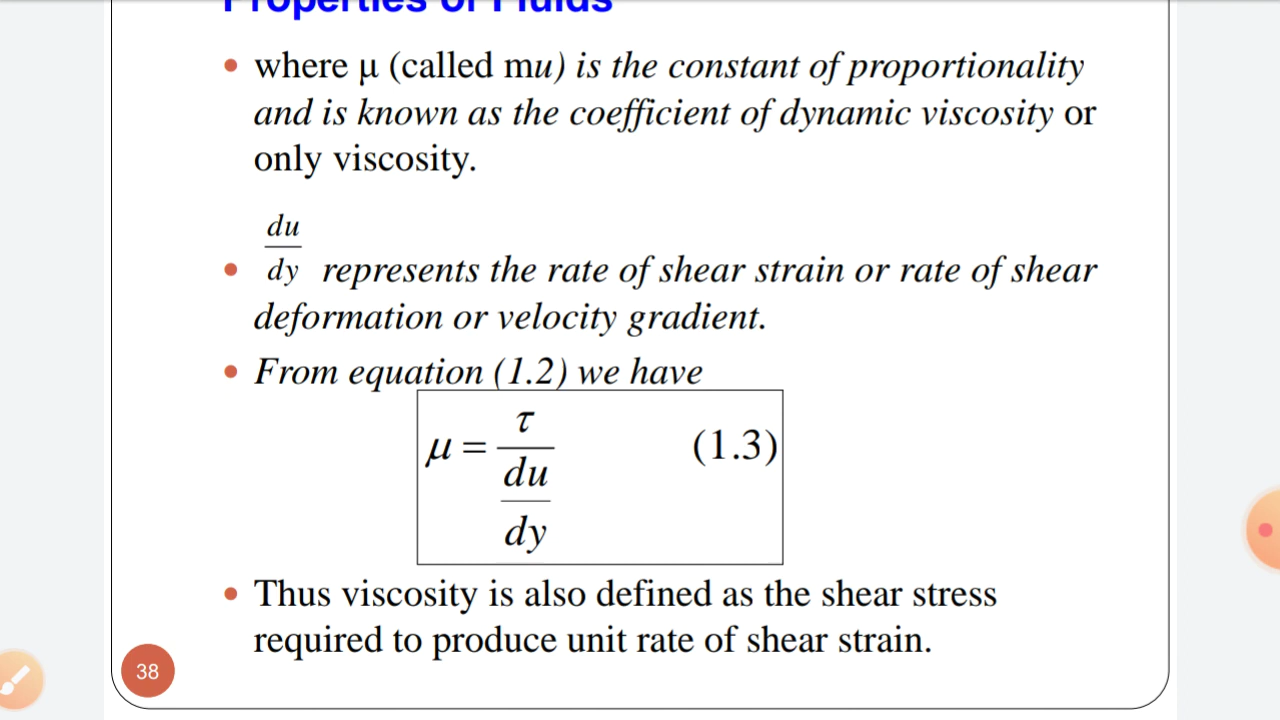 Properties of Fluids
• where μ (called mu) is the constant of proportionality
and is known as the coefficient of dynamic viscosity or
only viscosity.
du
• dy represents the rate of shear strain or rate of shear
deformation or velocity gradient.
• From equation (1.2) we have
τ
μ = (1.3)
du
dy
• Thus viscosity is also defined as the shear stress
required to produce unit rate of shear strain.
38